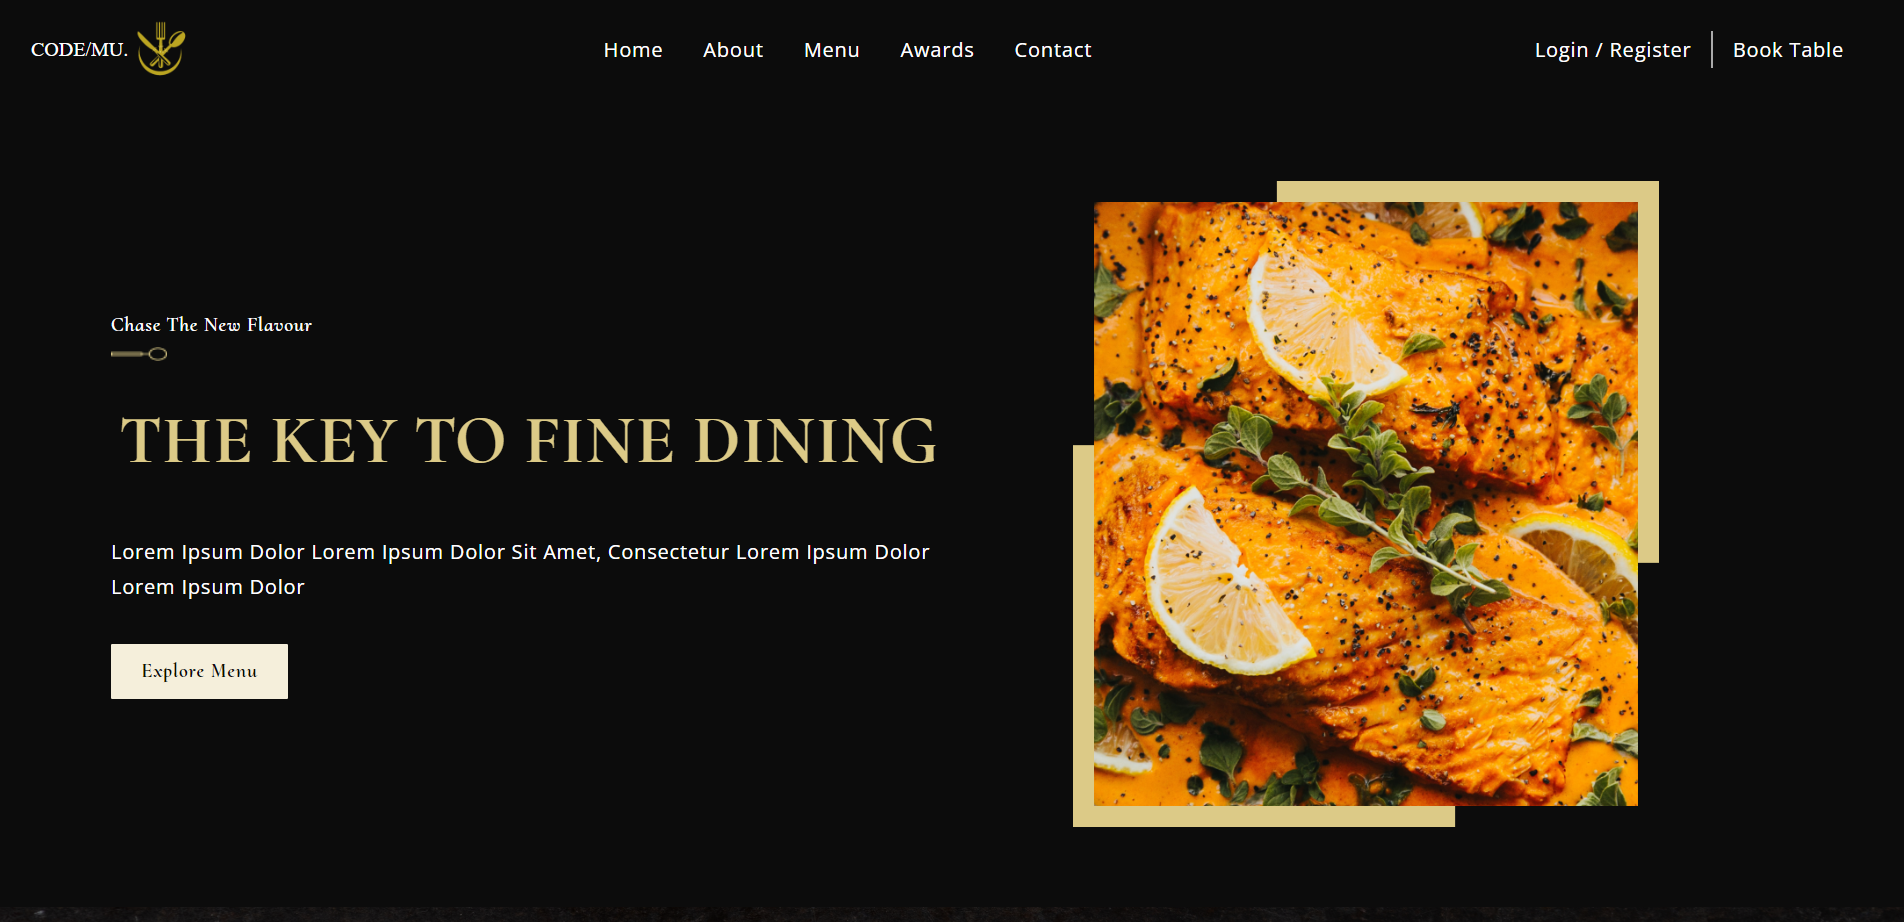 CODE/MU.
Home About Menu Awards Contact
Login / Register
Book Table
Chase The New Flavour
THE KEY TO FINE DINING
Lorem Ipsum Dolor Lorem Ipsum Dolor Sit Amet, Consectetur Lorem Ipsum Dolor
Lorem Ipsum Dolor
Explore Menu